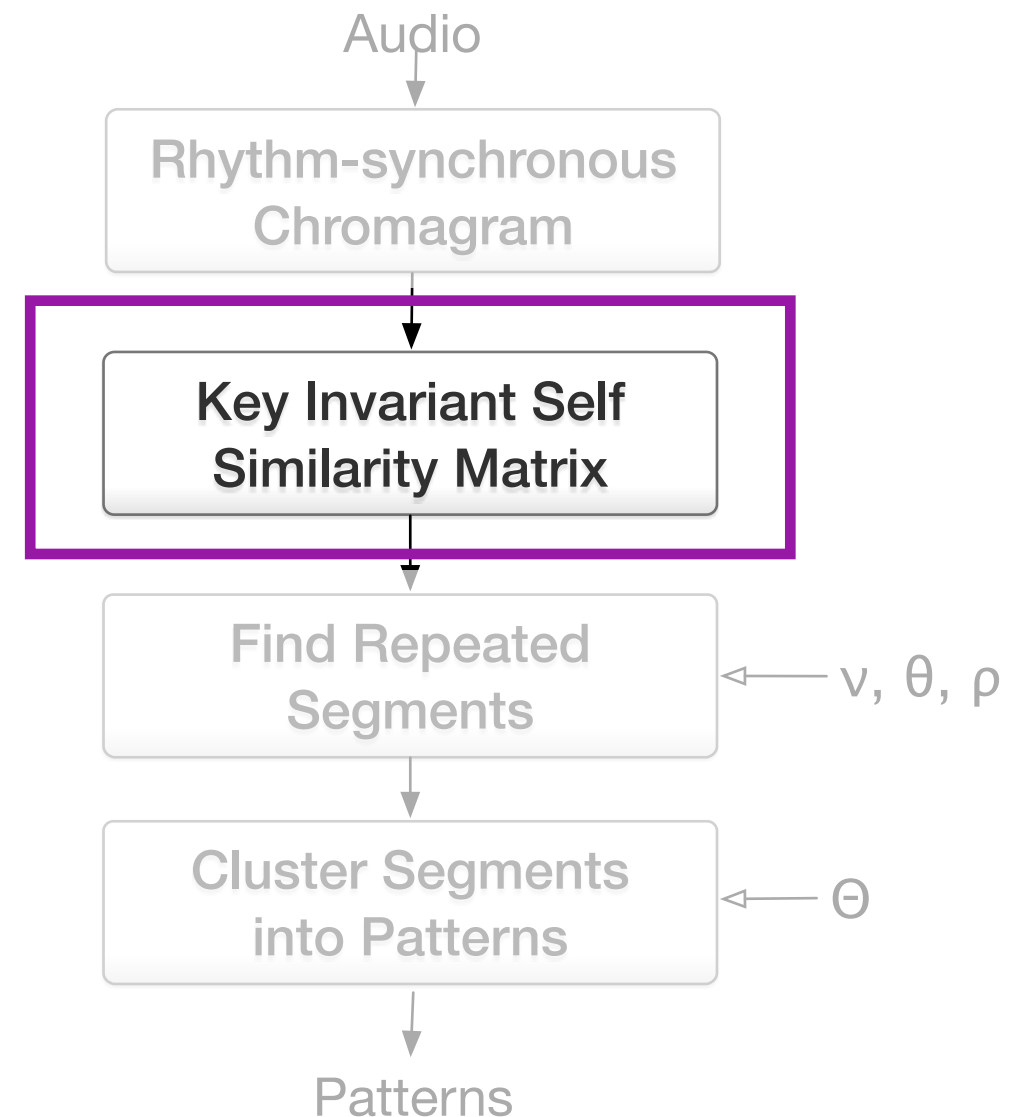 Audio
Rhythm-synchronous
Chromagram
Key Invariant Self
Similarity Matrix
Find Repeated
Segments
ν, θ, ρ
Cluster Segments
into Patterns
Θ
Patterns